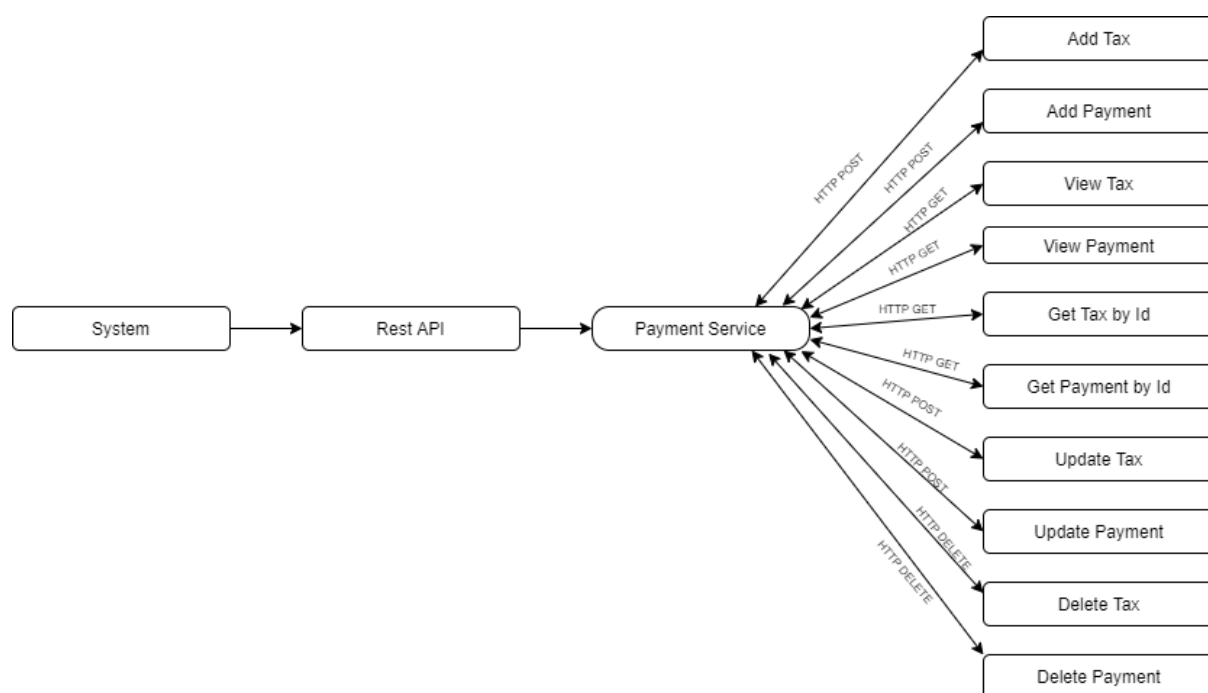 Add Tax
Add Payment
HTTP POST
HTTP POST
View Tax
HTTP GET
View Payment
HTTP GET
System
Rest API
Payment Service
HTTP GET
Get Tax by Id
HTTP GET
Get Payment by Id
HTTP POST
Update Tax
HTTP POST
Update Payment
HTTP DELETE
HTTP DELETE
Delete Tax
Delete Payment